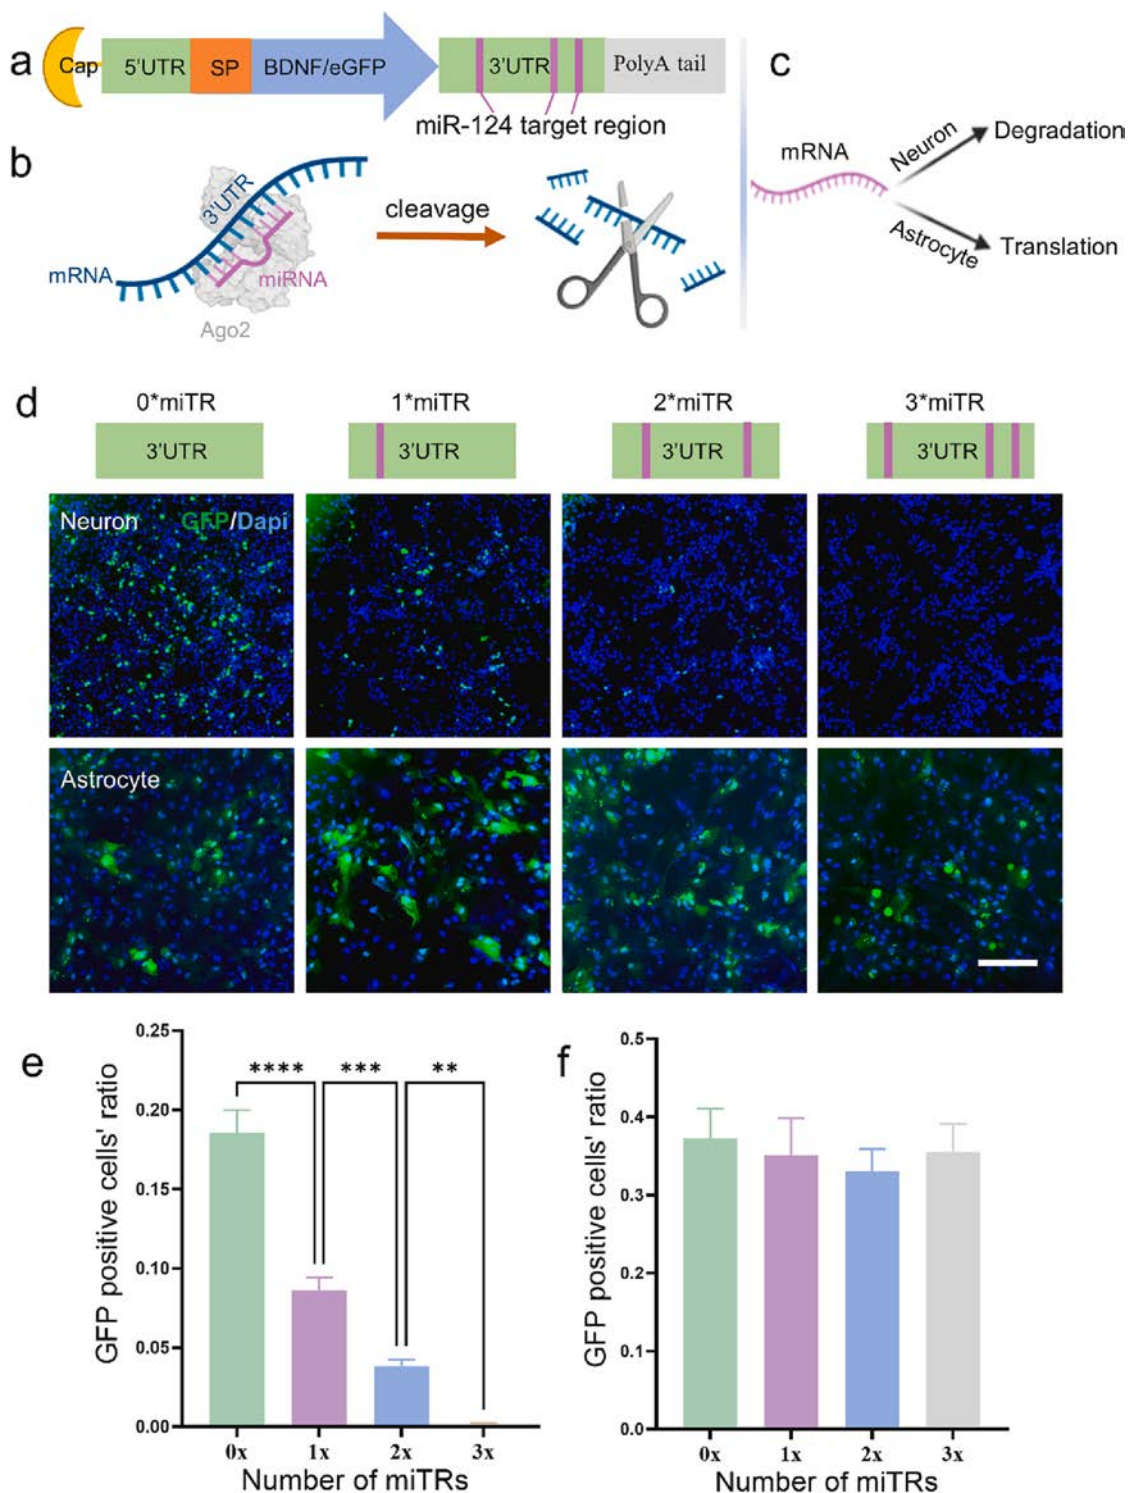 a
Cap
5'UTR
SP
BDNF/eGFP
3'UTR
PolyA tail
miR-124 target region
b
3'UTR
mRNA
miRNA
Ago2
cleavage
c
mRNA
Neuron
Degradation
Astrocyte
Translation
d
0*miTR
1*miTR
2*miTR
3*miTR
3'UTR
3'UTR
3'UTR
3'UTR
Neuron
GFP/Dapi
Astrocyte
e
GFP positive cells' ratio
0.25
0.20
0.15
0.10
0.05
0.00
****
***
**
0x
1x
2x
3x
Number of miTRs
f
GFP positive cells' ratio
0.5
0.4
0.3
0.2
0.1
0.0
0x
1x
2x
3x
Number of miTRs